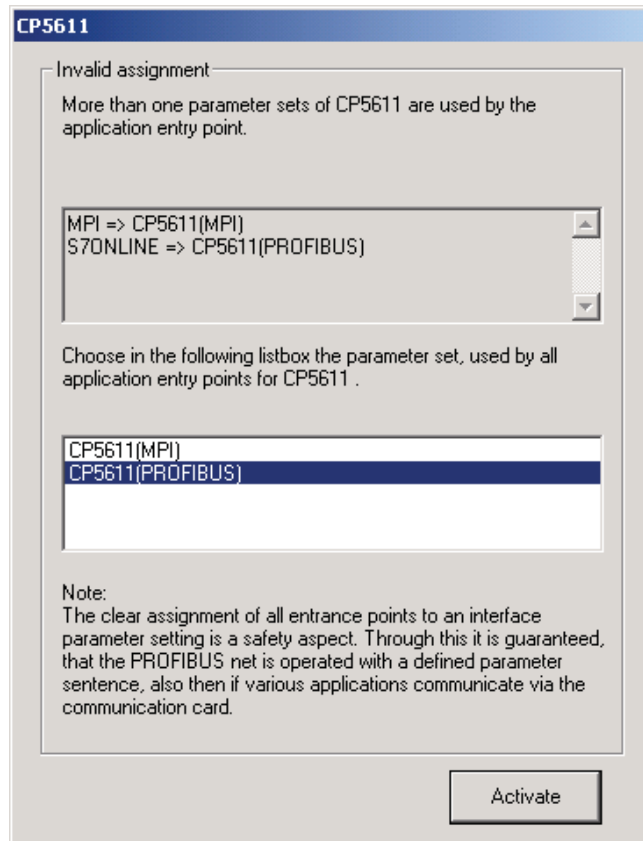 CP5611
Invalid assignment
More than one parameter sets of CP5611 are used by the
application entry point.
MPI => CP5611(MPI)
S7ONLINE => CP5611(PROFIBUS)
Choose in the following listbox the parameter set, used by all
application entry points for CP5611 .
CP5611(MPI)
CP5611(PROFIBUS)
Note:
The clear assignment of all entrance points to an interface
parameter setting is a safety aspect. Through this it is guaranteed,
that the PROFIBUS net is operated with a defined parameter
sentence, also then if various applications communicate via the
communication card.
Activate